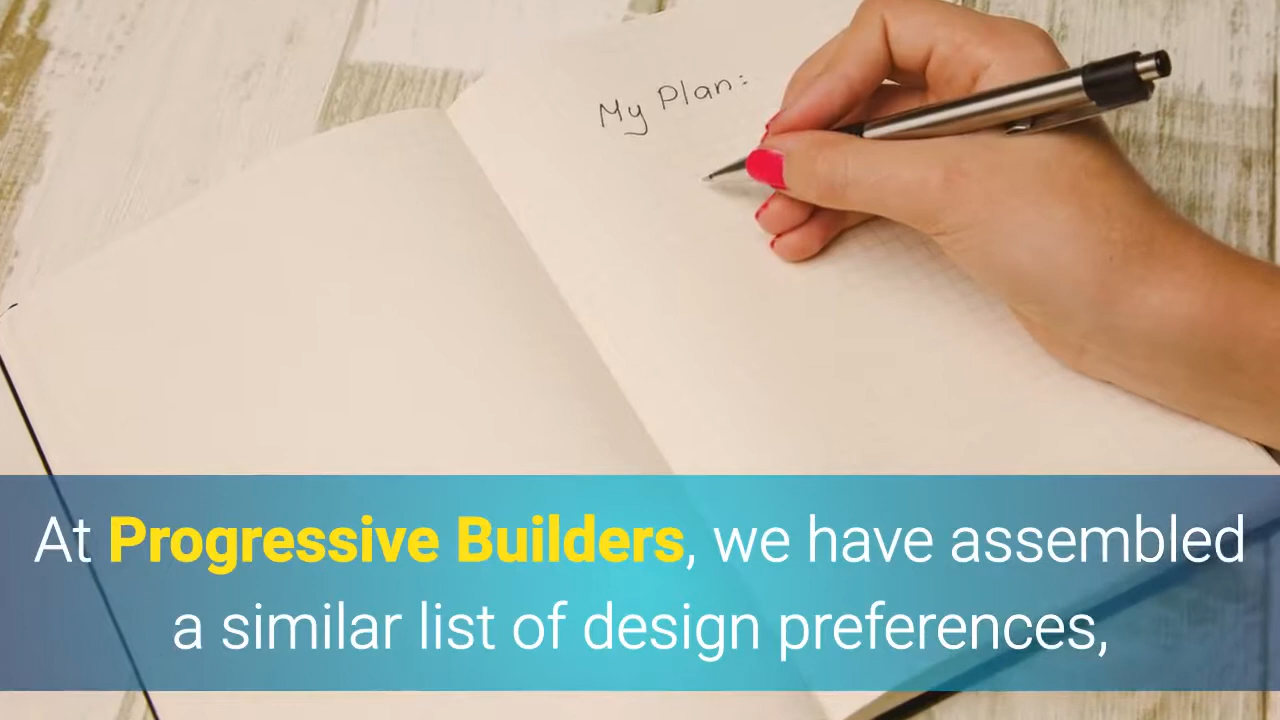 My Plan:
At Progressive Builders, we have assembled
a similar list of design preferences,